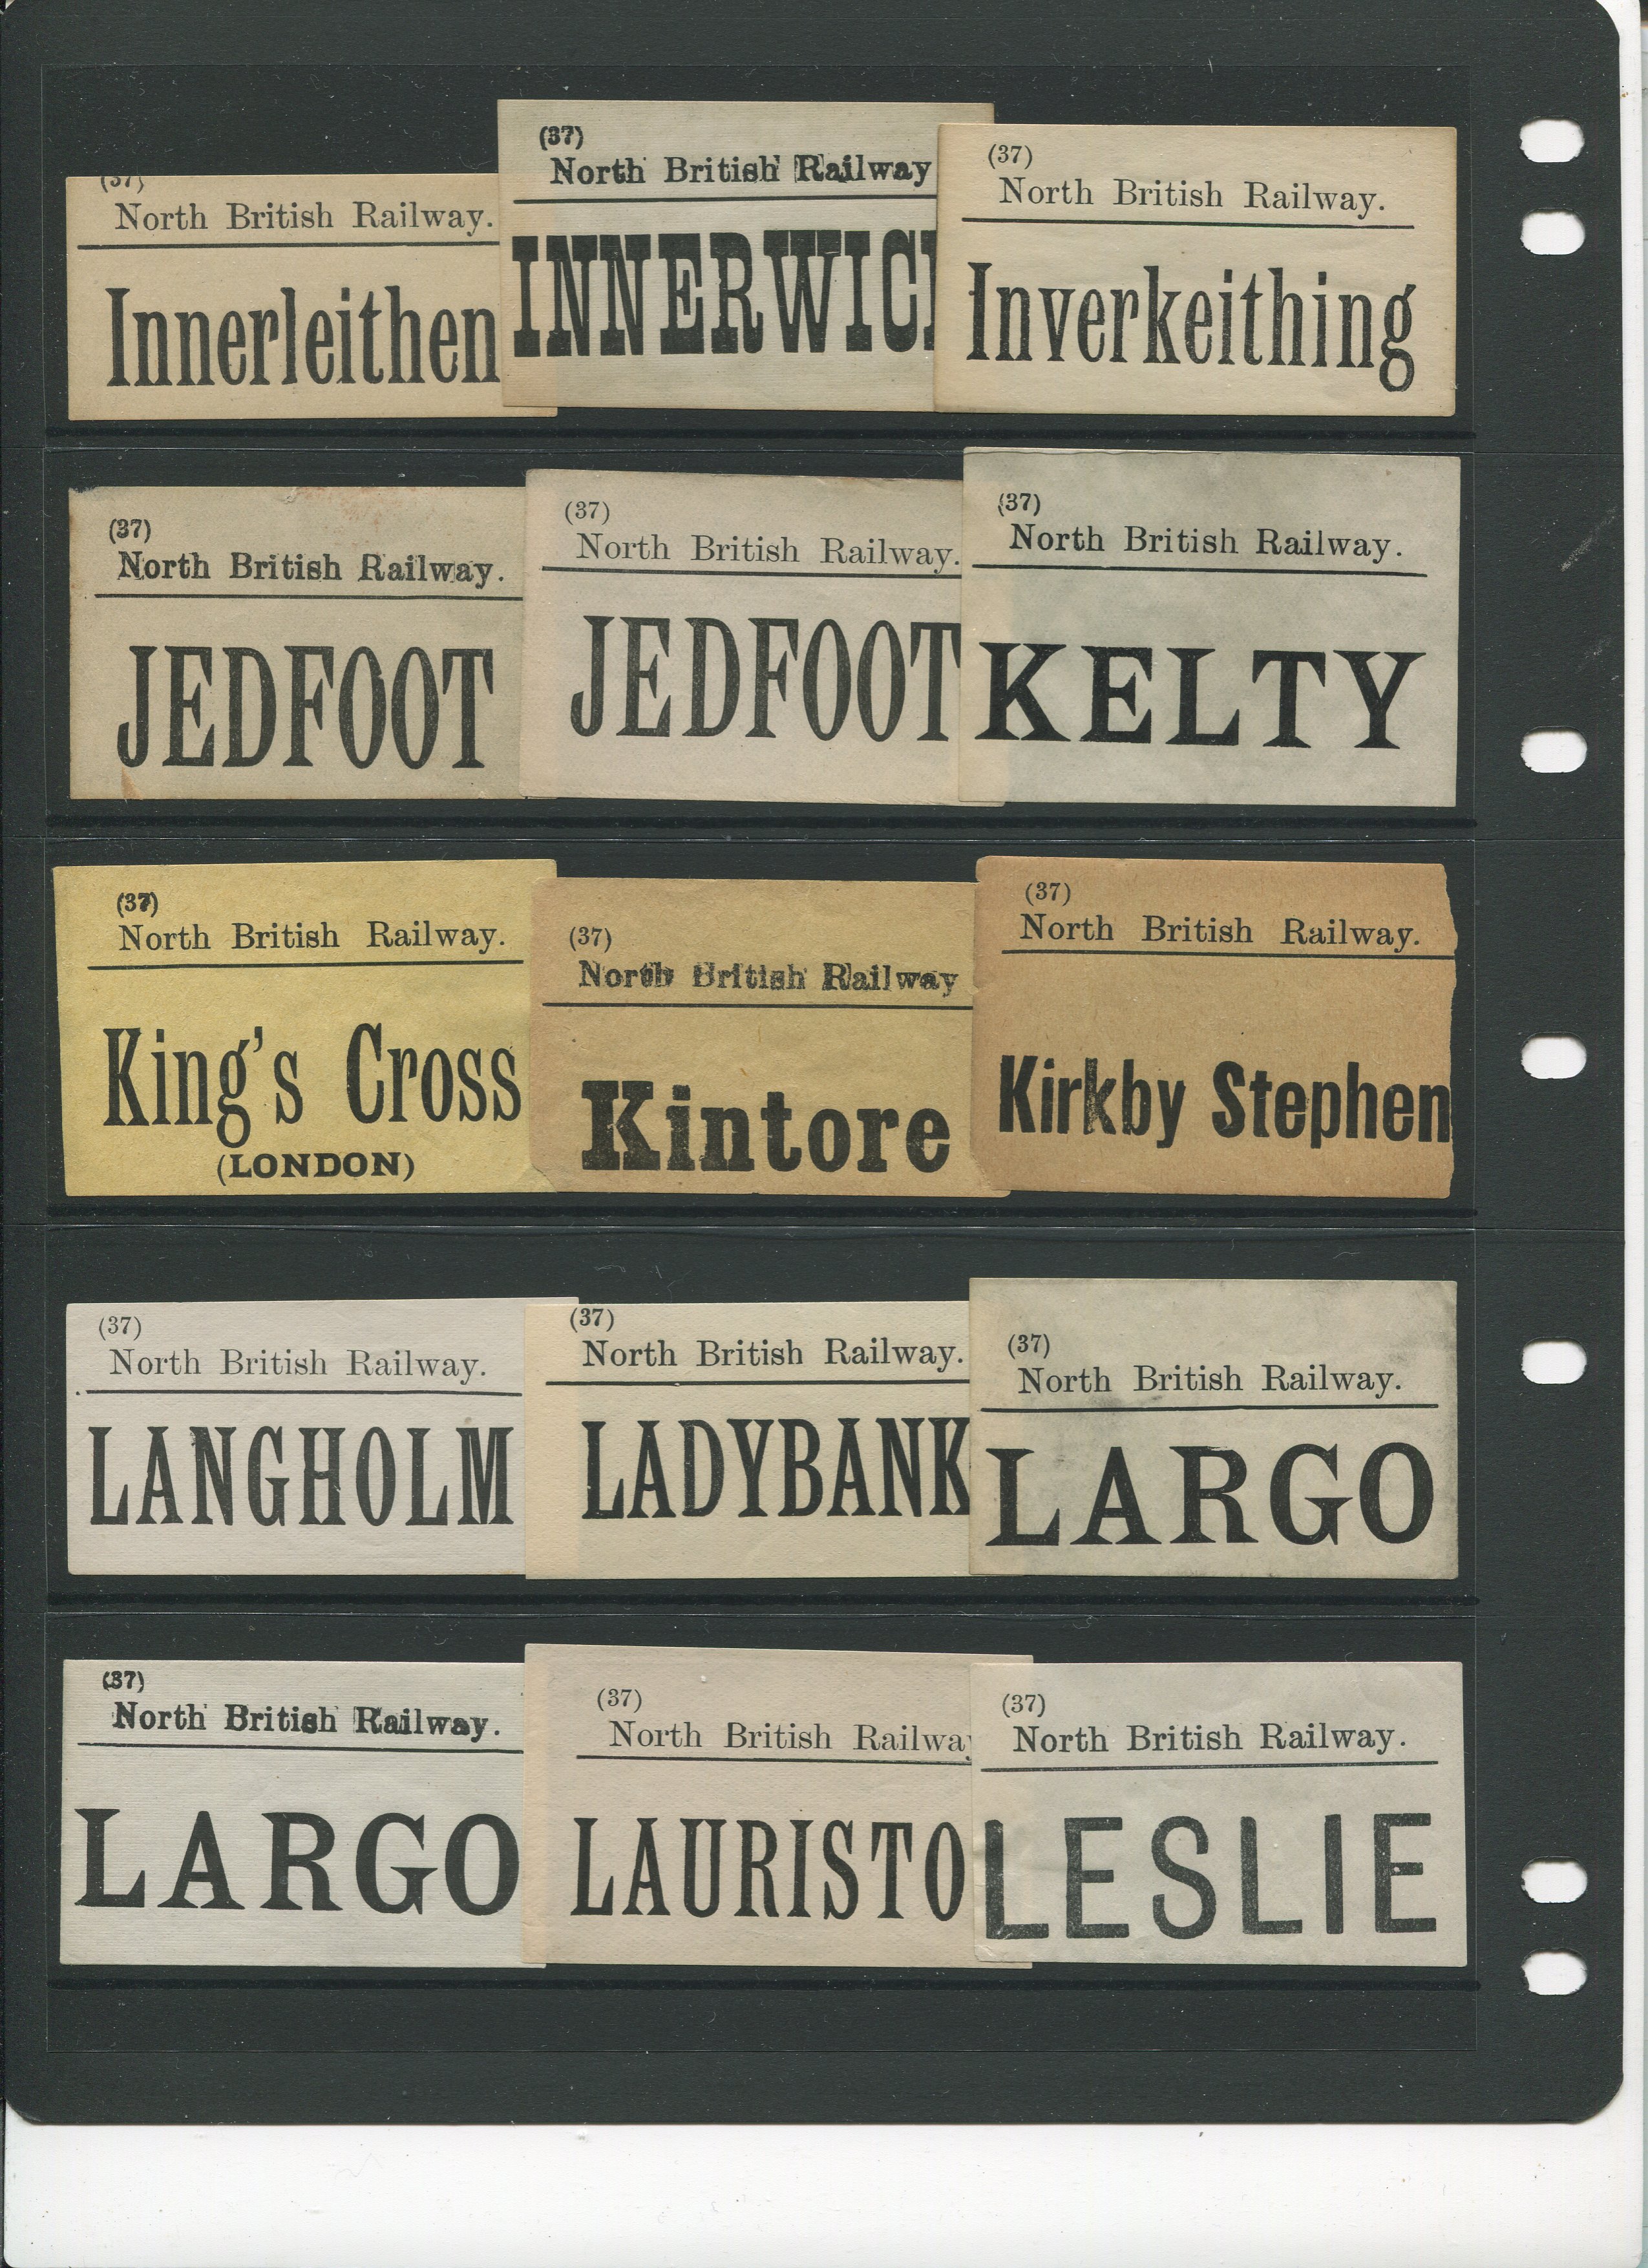 (37)
North British Railway.
Innerleithen
(37)
North British Railway
INNERWIC
(37)
North British Railway.
Inverkeithing
(37)
North British Railway.
JEDFOOT
(37)
North British Railway.
JEDFOOT
(37)
North British Railway.
KELTY
(37)
North British Railway.
King's Cross
(LONDON)
(37)
North British Railway
Kintore
(37)
North British Railway.
Kirkby Stephen
(37)
North British Railway.
LANGHOLM
(37)
North British Railway.
LADYBANK
(37)
North British Railway.
LARGO
(37)
North British Railway.
LARGO
(37)
North British Railway
LAURISTO
(37)
North British Railway.
LESLIE